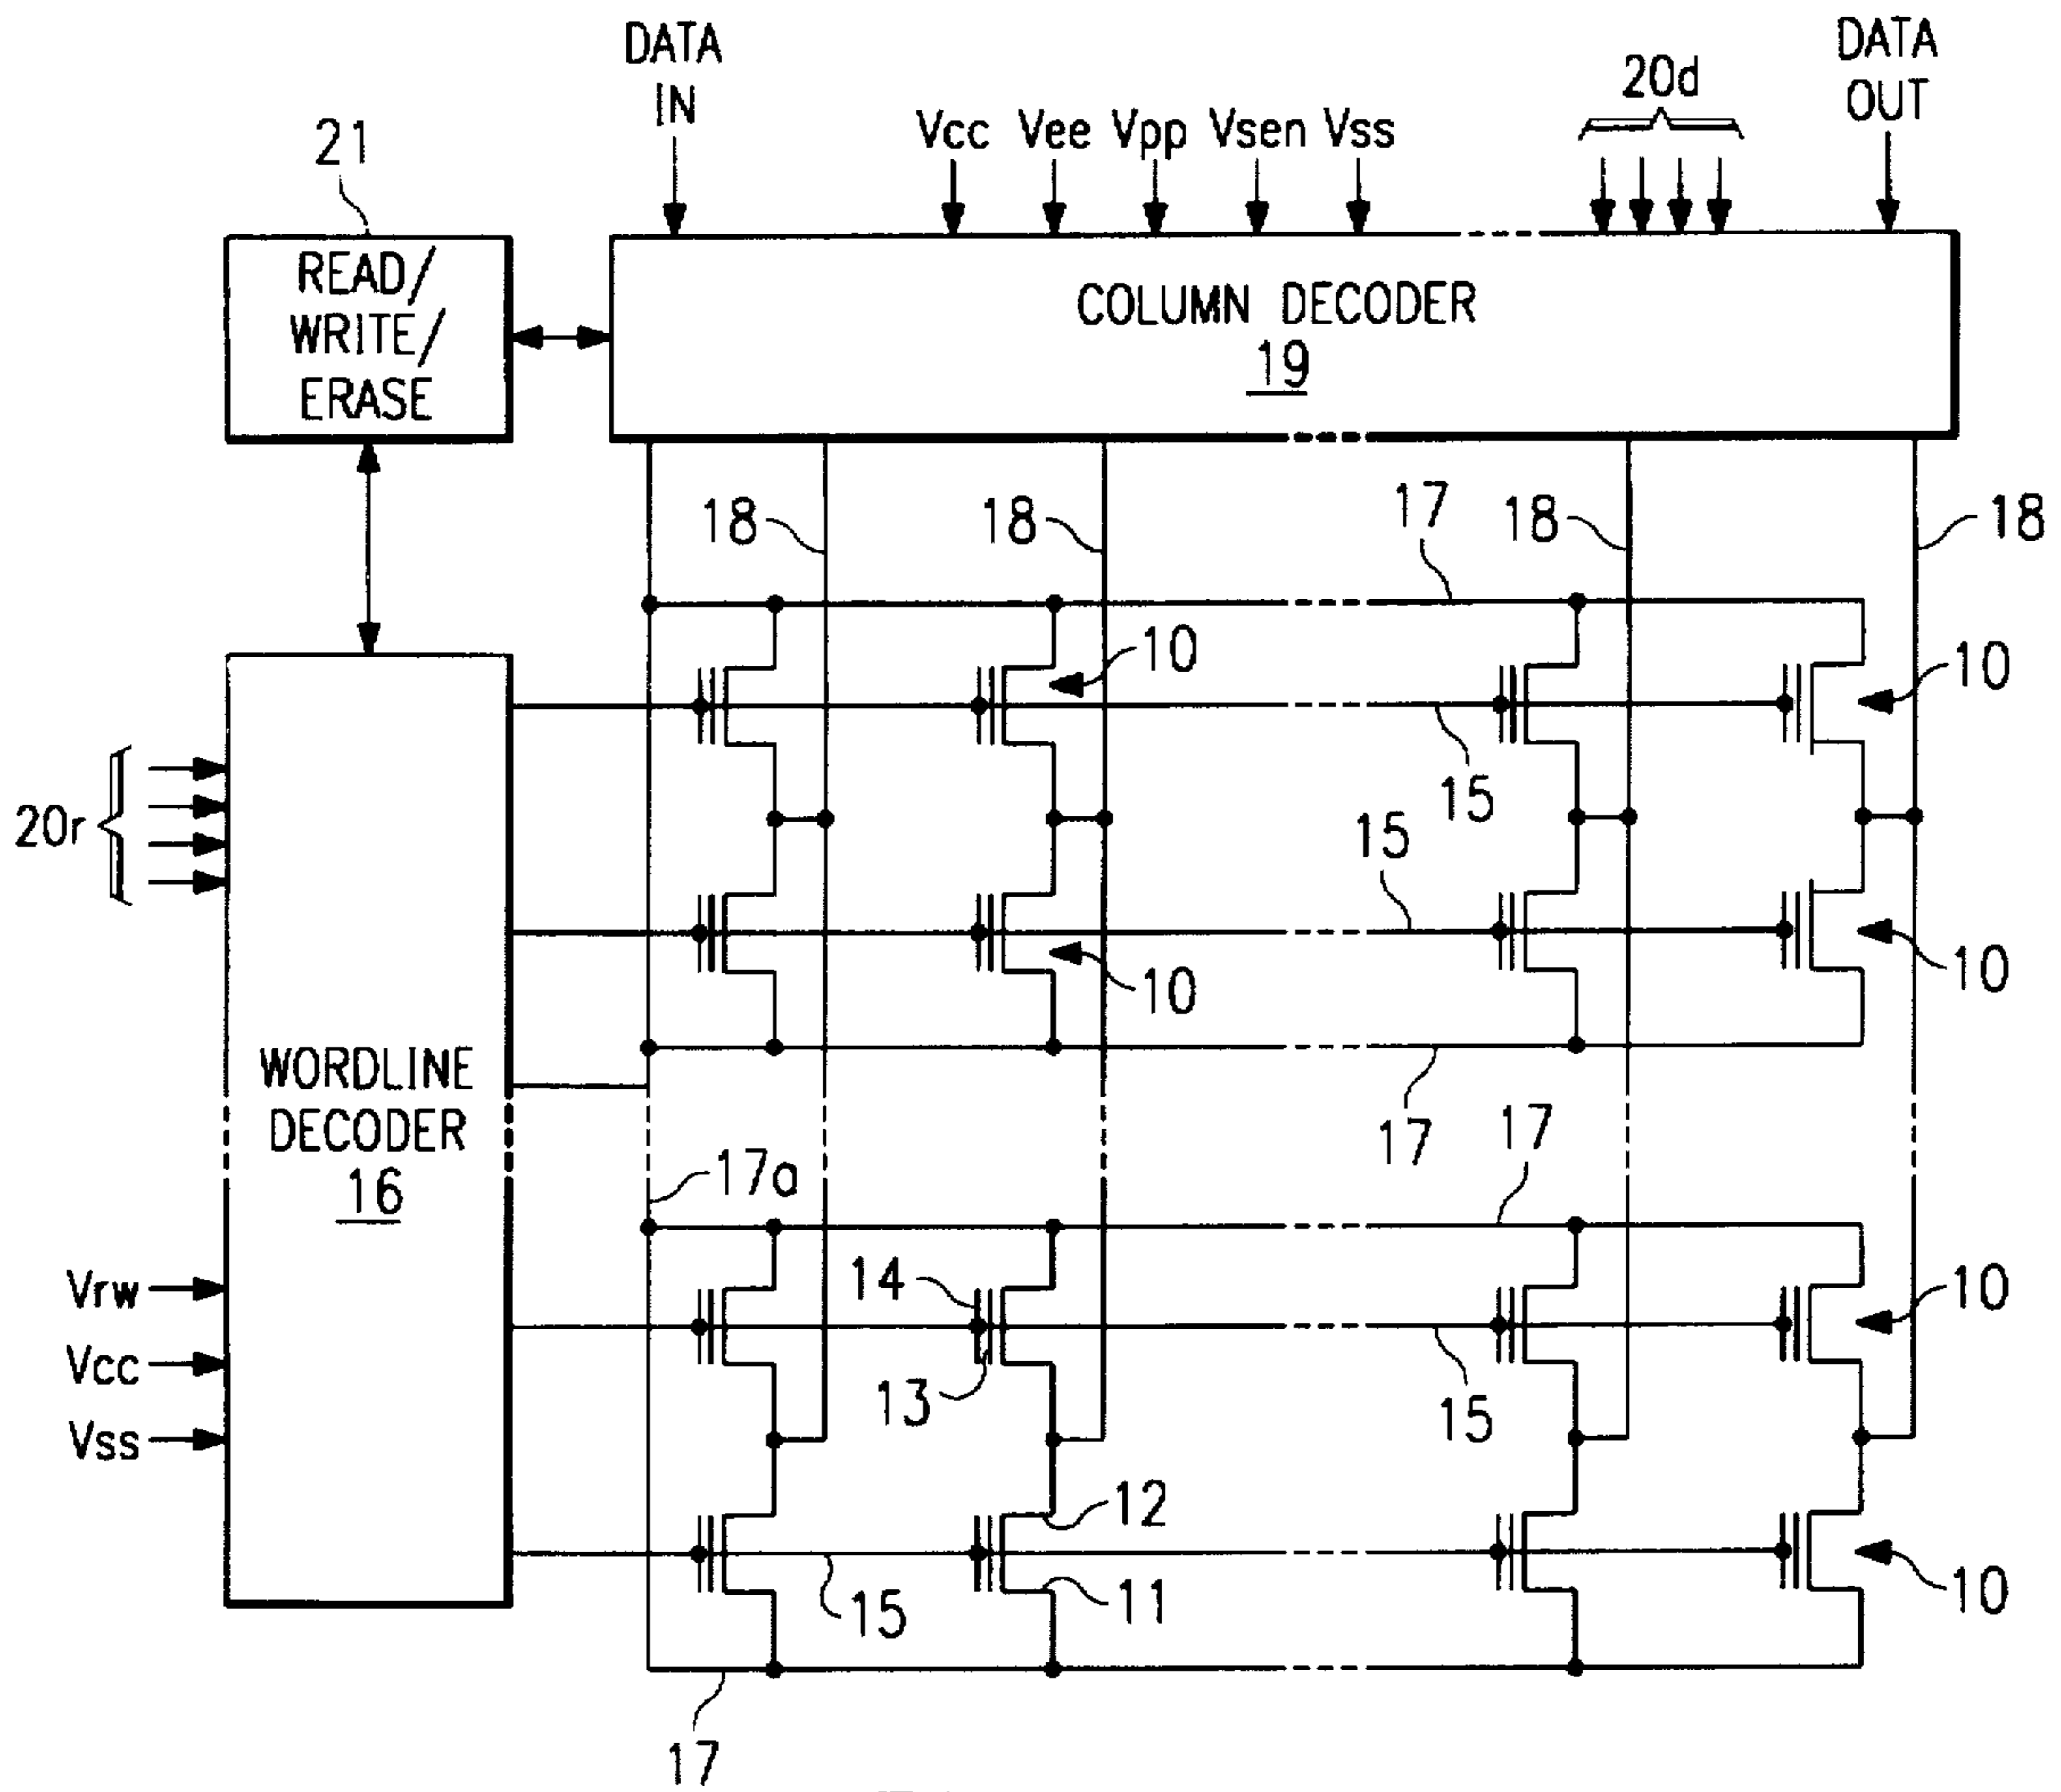 DATA
IN
Vcc Vee Vpp Vsen Vss
20d
DATA
OUT
21
READ/
WRITE/
ERASE
COLUMN DECODER
19
18
18
17
18
18
10
10
15
20r
15
10
10
WORDLINE
DECODER
16
17
17
17a
Vrw
14
10
Vcc
13
15
Vss
12
15
11
10
17